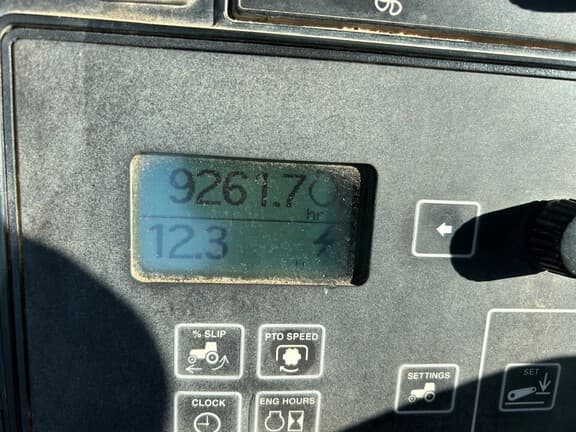 9261.7
hr
12.3
% SLIP
PTO SPEED
SETTINGS
SET
CLOCK
ENG HOURS